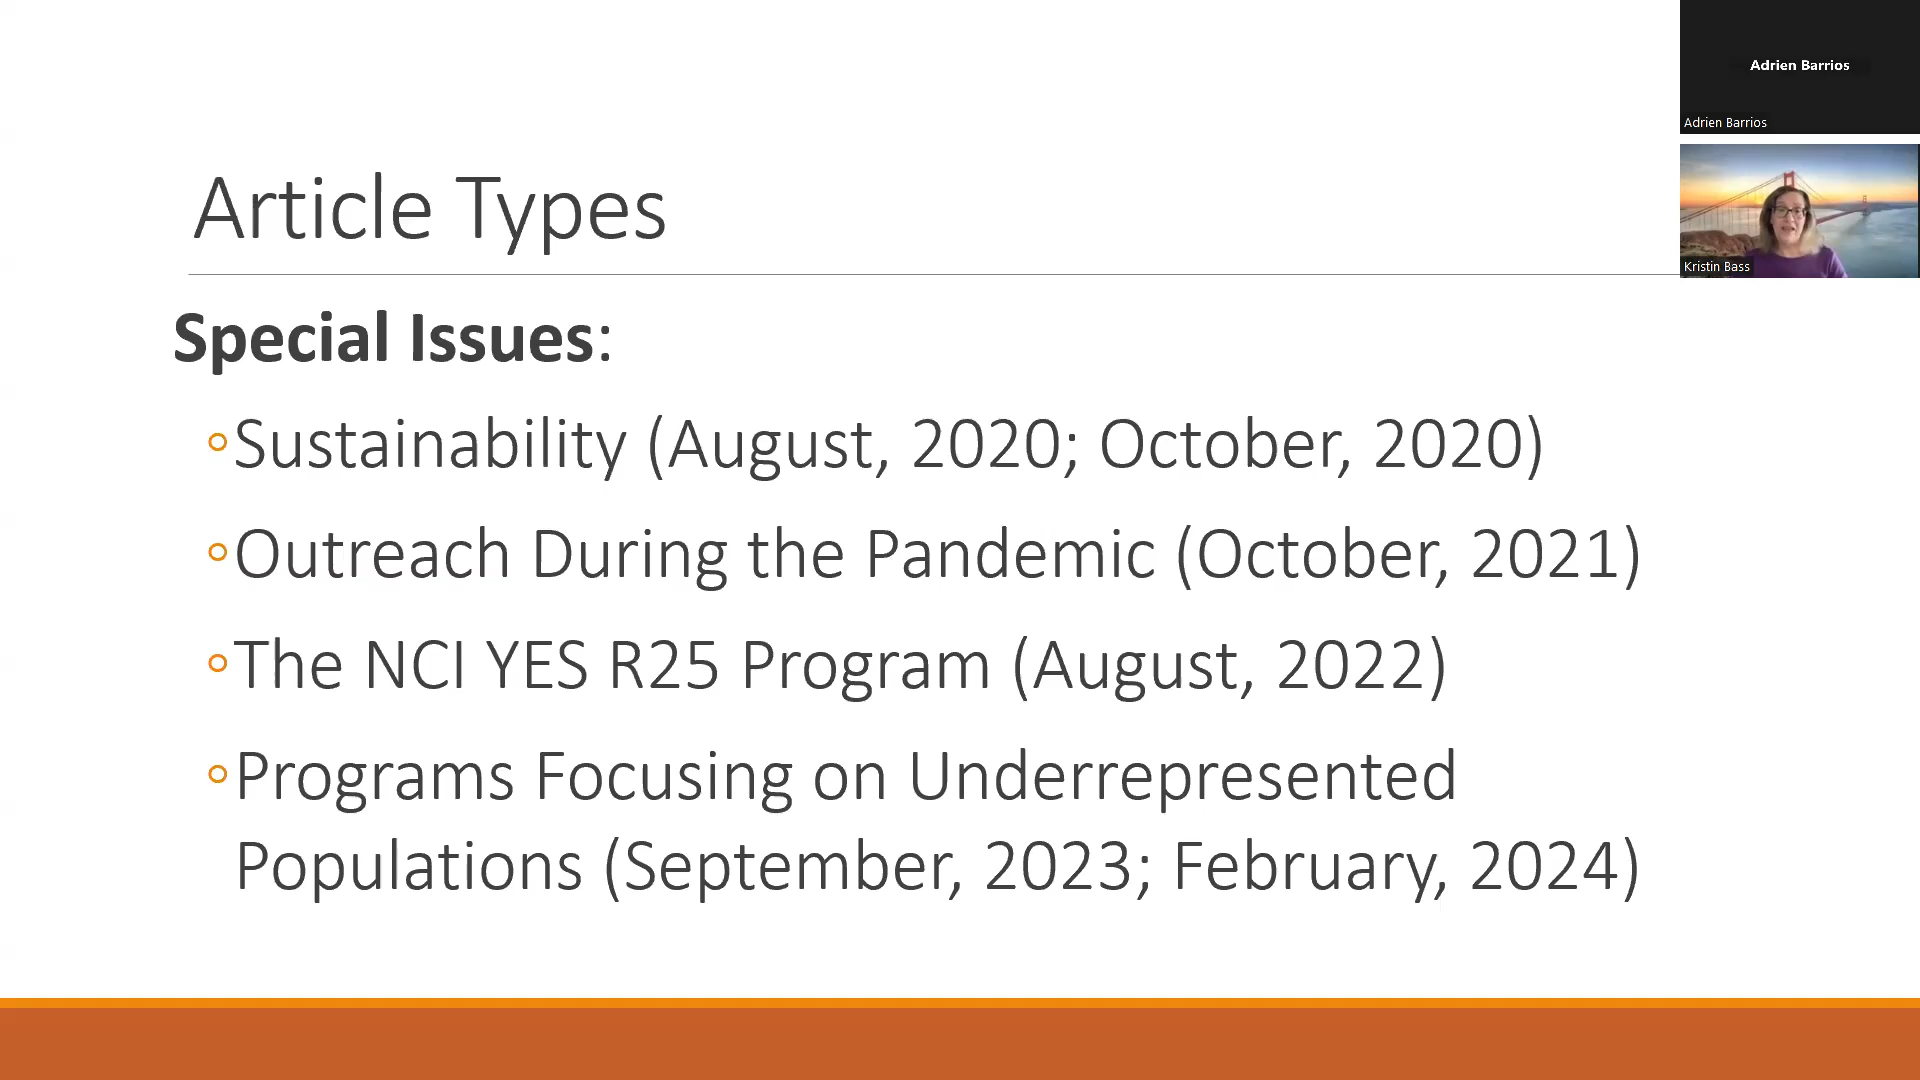 Article Types
Special Issues:
◦Sustainability (August, 2020; October, 2020)
◦Outreach During the Pandemic (October, 2021)
◦The NCI YES R25 Program (August, 2022)
◦Programs Focusing on Underrepresented
Populations (September, 2023; February, 2024)
Adrien Barrios
Adrien Barrios
Kristin Bass